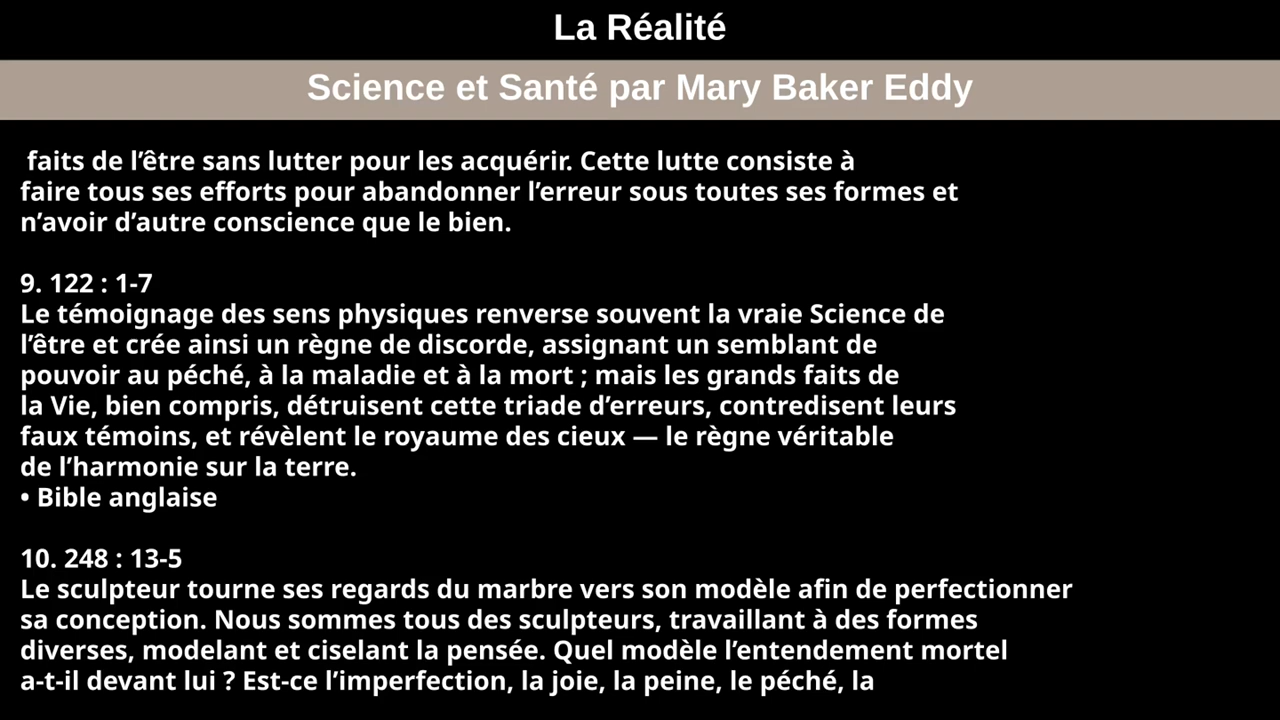 La Réalité
Science et Santé par Mary Baker Eddy
faits de l’être sans lutter pour les acquérir. Cette lutte consiste à
faire tous ses efforts pour abandonner l’erreur sous toutes ses formes et
n’avoir d’autre conscience que le bien.
9. 122 : 1-7
Le témoignage des sens physiques renverse souvent la vraie Science de
l’être et crée ainsi un règne de discorde, assignant un semblant de
pouvoir au péché, à la maladie et à la mort ; mais les grands faits de
la Vie, bien compris, détruisent cette triade d’erreurs, contredisent leurs
faux témoins, et révèlent le royaume des cieux — le règne véritable
de l’harmonie sur la terre.
• Bible anglaise
10. 248 : 13-5
Le sculpteur tourne ses regards du marbre vers son modèle afin de perfectionner
sa conception. Nous sommes tous des sculpteurs, travaillant à des formes
diverses, modelant et ciselant la pensée. Quel modèle l’entendement mortel
a-t-il devant lui ? Est-ce l’imperfection, la joie, la peine, le péché, la